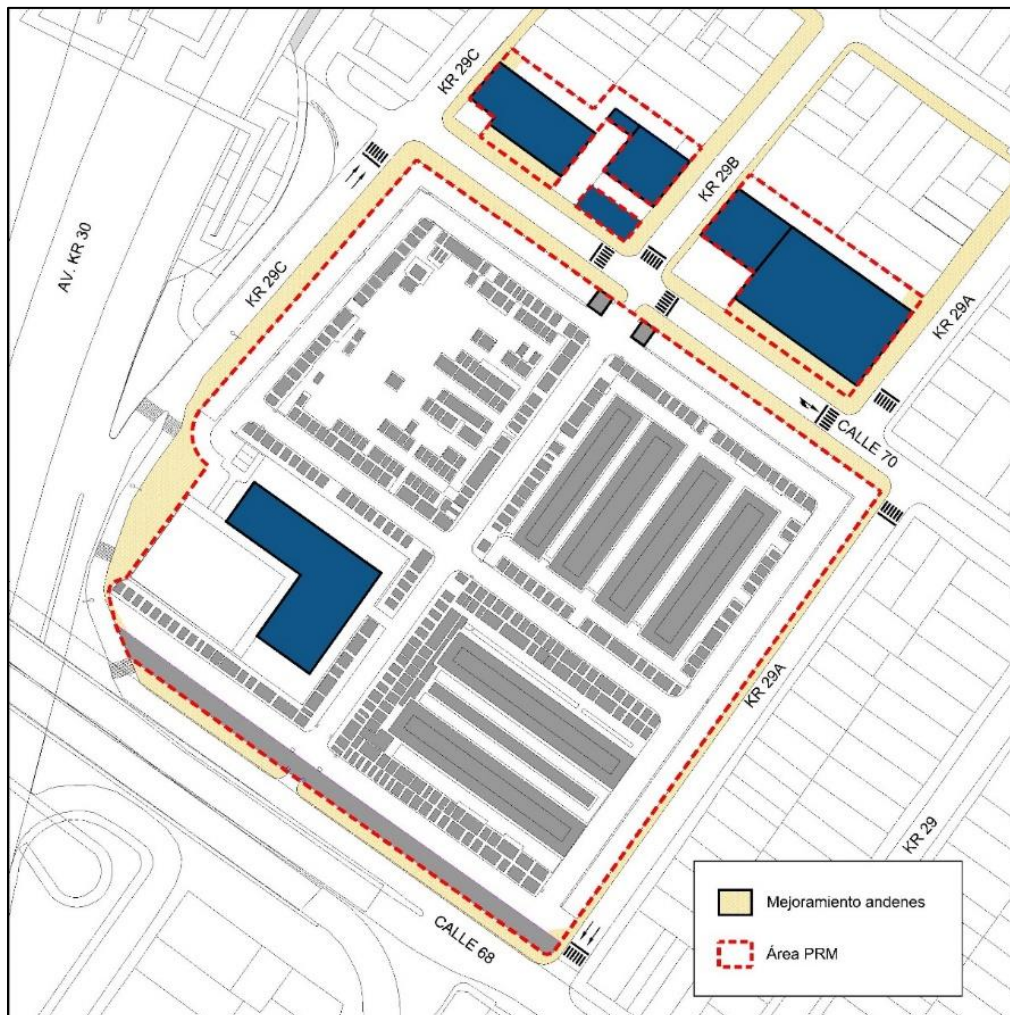 KR 29C
KR 29B
KR 29A
AV. KR 30
KR 29C
CALLE 70
KR 29A
KR 29
CALLE 68
Mejoramiento andenes
Área PRM